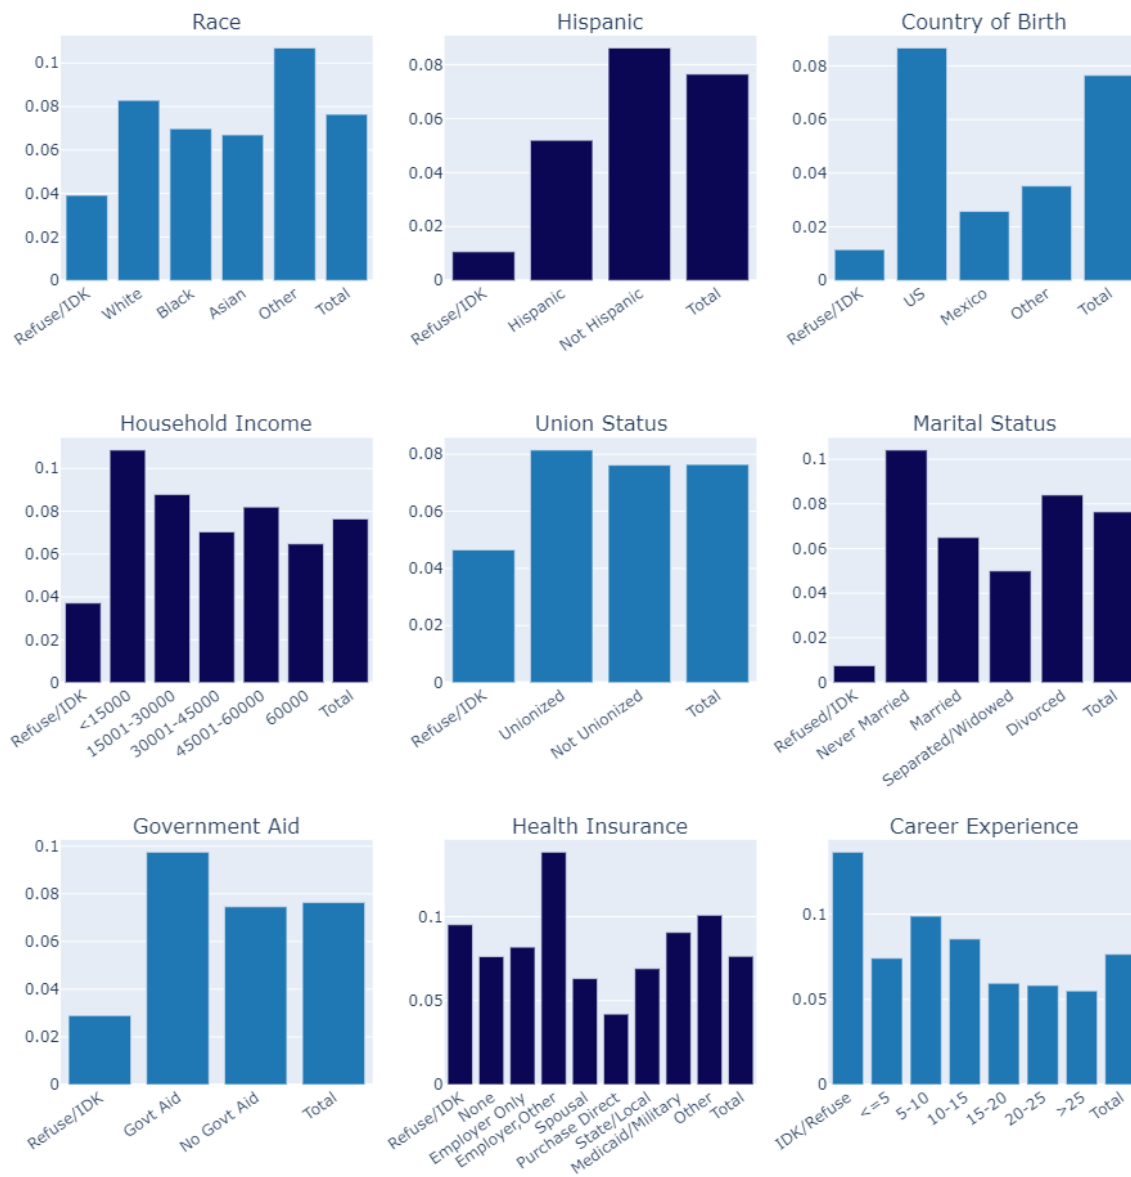 Race
0.1
0.08
0.06
0.04
0.02
0
Refuse/IDK
White
Black
Asian
Other
Total
Hispanic
0.08
0.06
0.04
0.02
0
Refuse/IDK
Hispanic
Not Hispanic
Total
Country of Birth
0.08
0.06
0.04
0.02
0
Refuse/IDK
US
Mexico
Other
Total
Household Income
0.1
0.08
0.06
0.04
0.02
0
Refuse/IDK
<15000
15001-30000
30001-45000
45001-60000
60000
Total
Union Status
0.08
0.06
0.04
0.02
0
Refuse/IDK
Unionized
Not Unionized
Total
Marital Status
0.1
0.08
0.06
0.04
0.02
0
Refused/IDK
Never Married
Married
Separated/Widowed
Divorced
Total
Government Aid
0.1
0.08
0.06
0.04
0.02
0
Refuse/IDK
Govt Aid
No Govt Aid
Total
Health Insurance
0.1
0.05
0
Refuse/IDK
None
Employer Only
Employer,Other
Spousal
Purchase Direct
State/Local
Medicaid/Military
Other
Total
Career Experience
0.1
0.05
0
IDK/Refuse
<=5
5-10
10-15
15-20
20-25
>25
Total